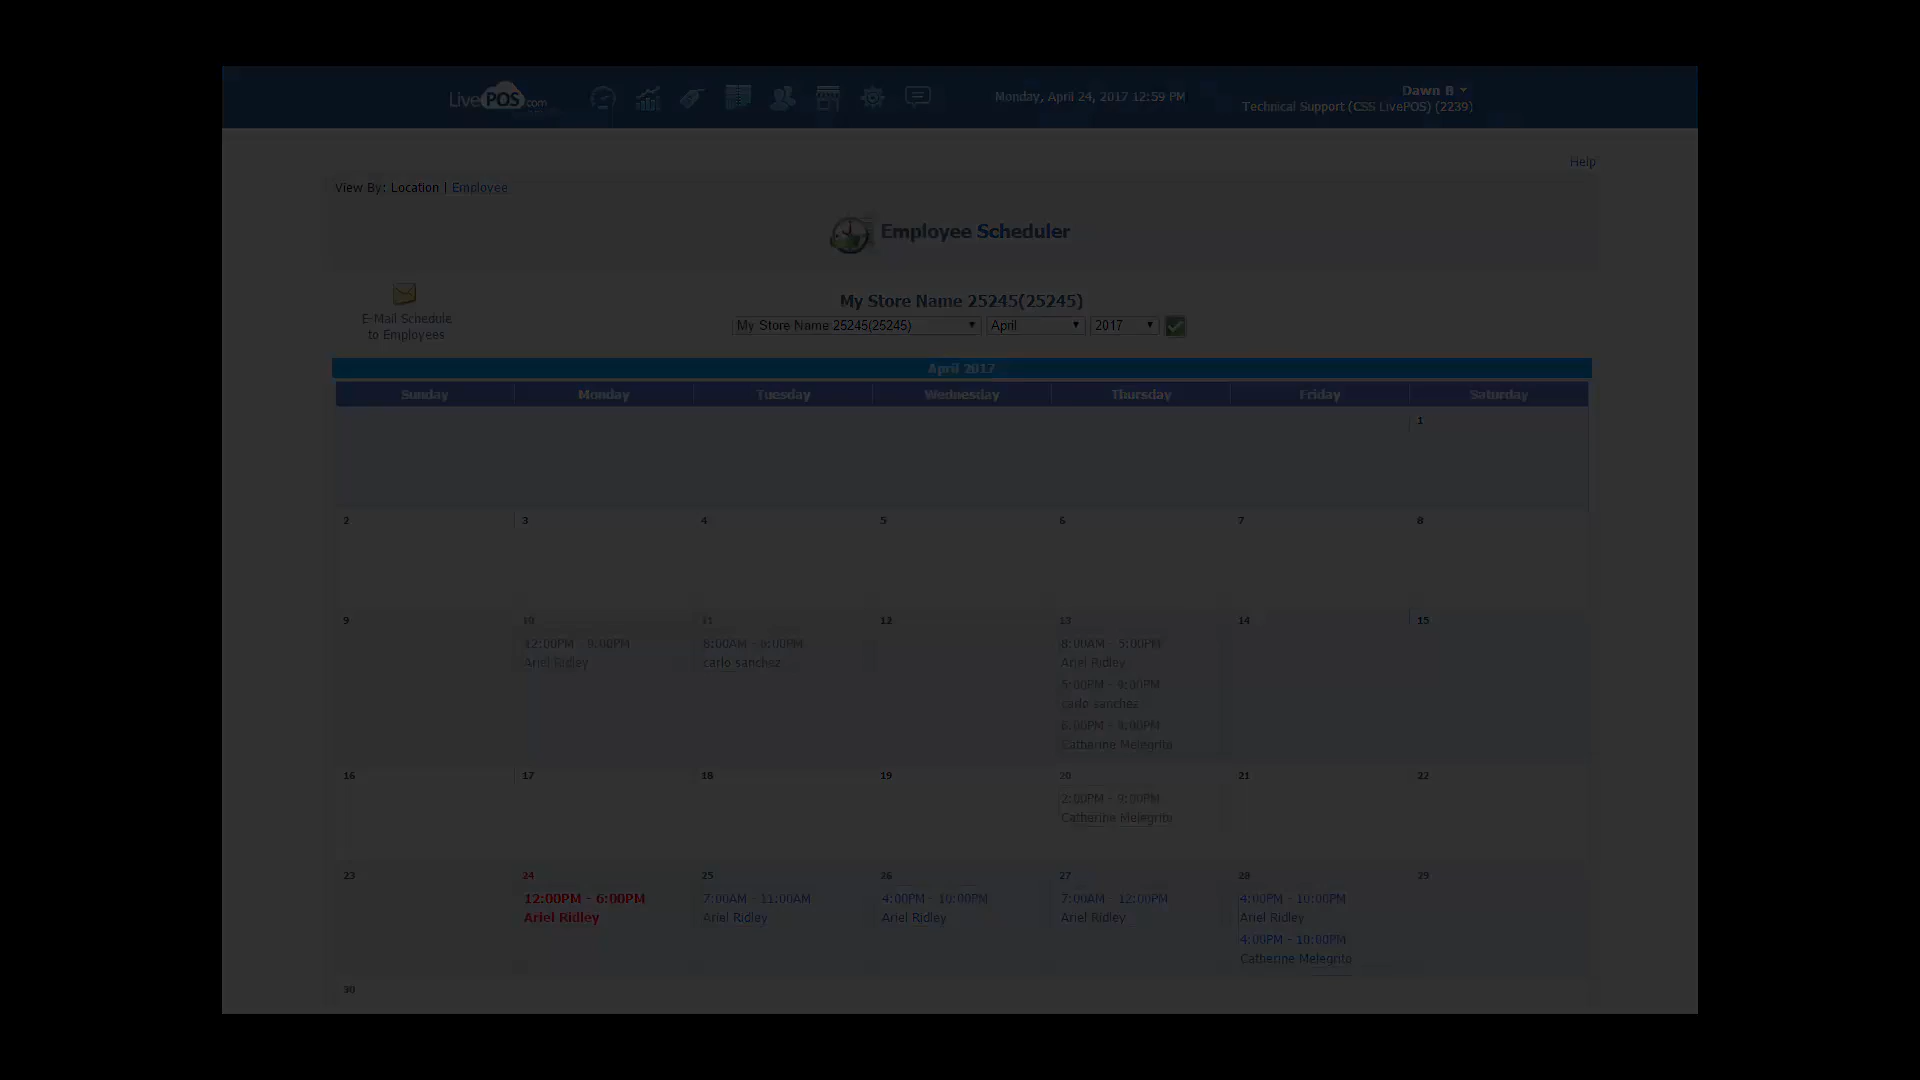 LivePOS.com
Monday, April 24, 2017 12:59 PM
Dawn B
Technical Support (CSS LivePOS) (2239)
Help
View By: Location | Employee
Employee Scheduler
E-Mail Schedule
to Employees
My Store Name 25245(25245)
My Store Name 25245(25245) April 2017
April 2017
Sunday Monday Tuesday Wednesday Thursday Friday Saturday
1
2 3 4 5 6 7 8
9 10 11 12 13 14 15
12:00PM - 9:00PM
Ariel Ridley
carlo sanchez
8:00AM - 5:00PM
Ariel Ridley
5:00PM - 9:00PM
carlo sanchez
6:00PM - 9:00PM
Catherine Melegrito
16 17 18 19 20 21 22
2:00PM - 9:00PM
Catherine Melegrito
23 24 25 26 27 28 29
12:00PM - 6:00PM
Ariel Ridley
7:00AM - 11:00AM
Ariel Ridley
4:00PM - 10:00PM
Ariel Ridley
7:00AM - 12:00PM
Ariel Ridley
4:00PM - 10:00PM
Ariel Ridley
4:00PM - 10:00PM
Catherine Melegrito
30